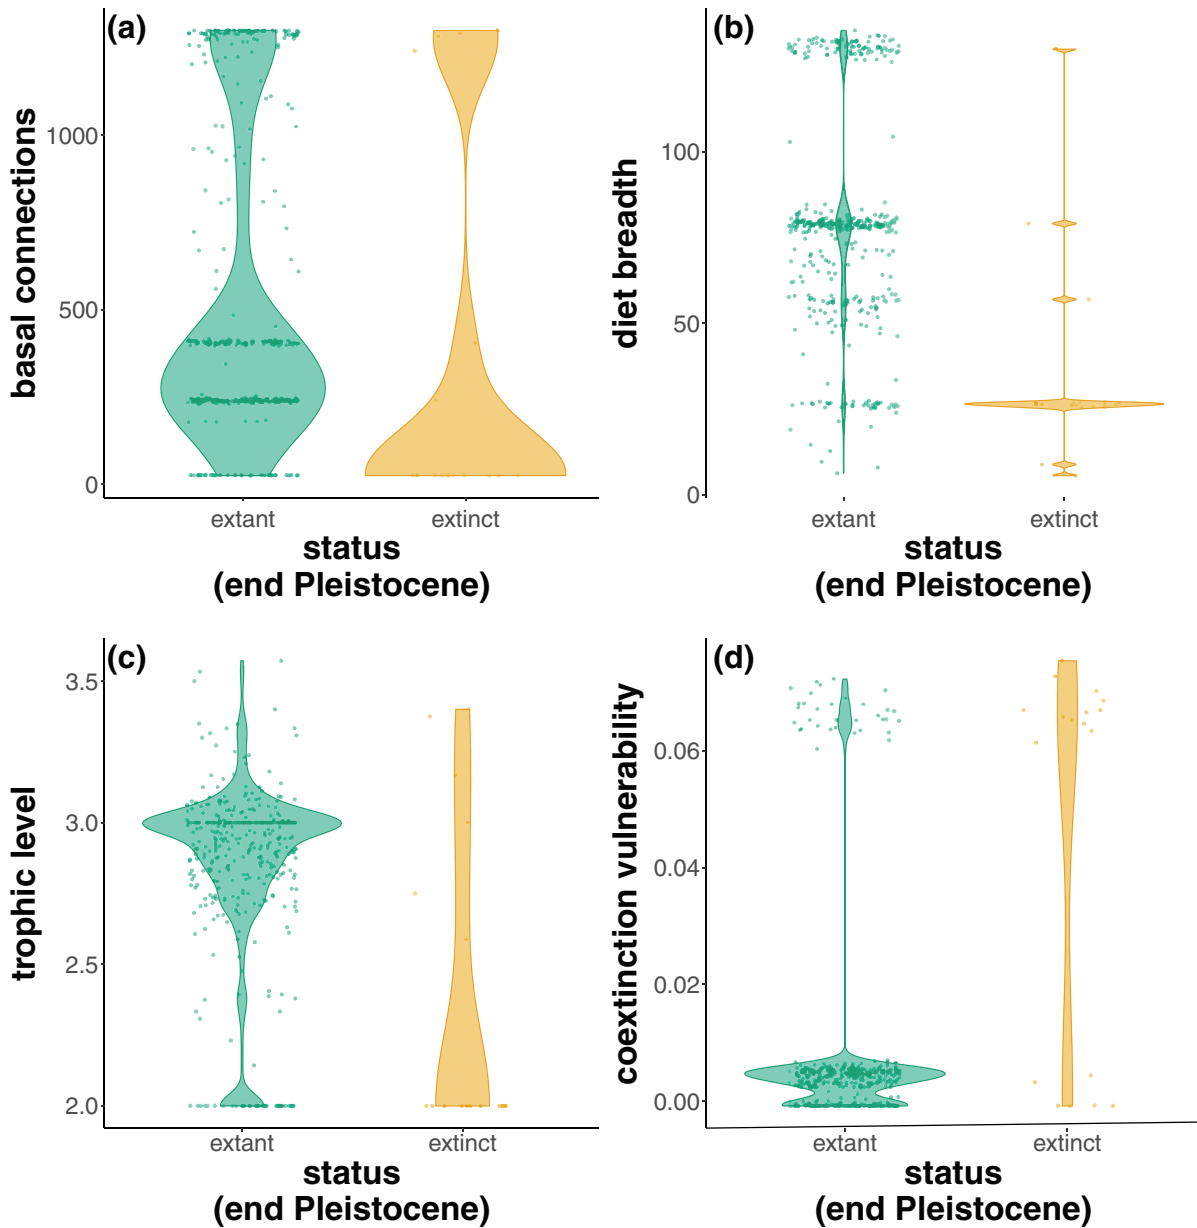 (a)
basal connections
1000
500
0
extant
extinct
status
(end Pleistocene)
(b)
diet breadth
100
50
0
extant
extinct
status
(end Pleistocene)
(c)
trophic level
3.5
3.0
2.5
2.0
extant
extinct
status
(end Pleistocene)
(d)
coextinction vulnerability
0.06
0.04
0.02
0.00
extant
extinct
status
(end Pleistocene)